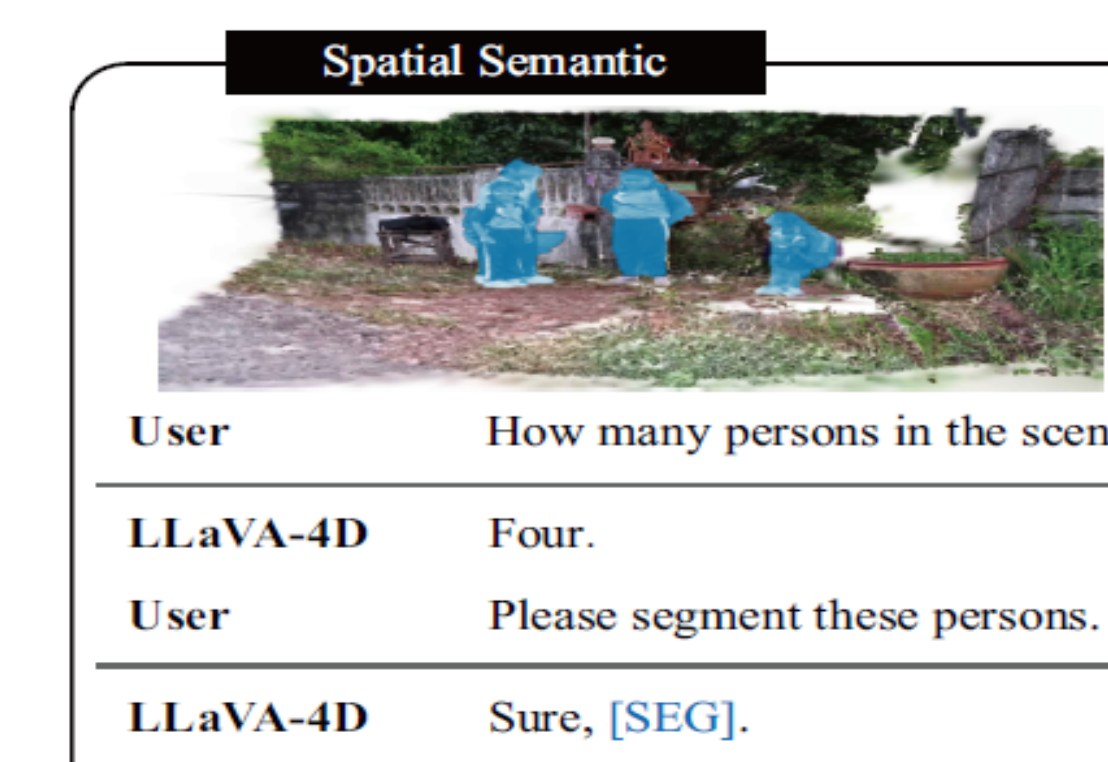 Spatial Semantic
User How many persons in the scen
LLaVA-4D Four.
User Please segment these persons.
LLaVA-4D Sure, [SEG].